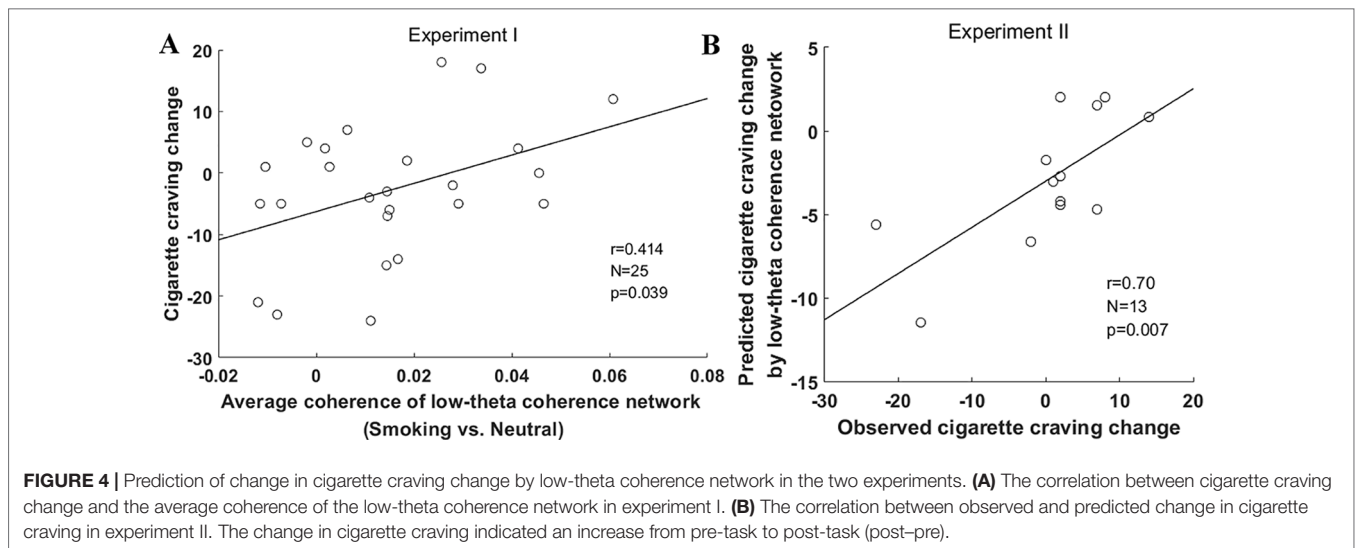 A
Experiment I
20
10
0
-10
-20
-30
Cigarette craving change
r=0.414
N=25
p=0.039
-0.02
0
0.02
0.04
0.06
0.08
Average coherence of low-theta coherence network
(Smoking vs. Neutral)
B
Experiment II
5
0
-5
-10
-15
Predicted cigarette craving change
by low-theta coherence netowork
r=0.70
N=13
p=0.007
-30
-20
-10
0
10
20
Observed cigarette craving change
FIGURE 4 | Prediction of change in cigarette craving change by low-theta coherence network in the two experiments. (A) The correlation between cigarette craving
change and the average coherence of the low-theta coherence network in experiment I. (B) The correlation between observed and predicted change in cigarette
craving in experiment II. The change in cigarette craving indicated an increase from pre-task to post-task (post–pre).